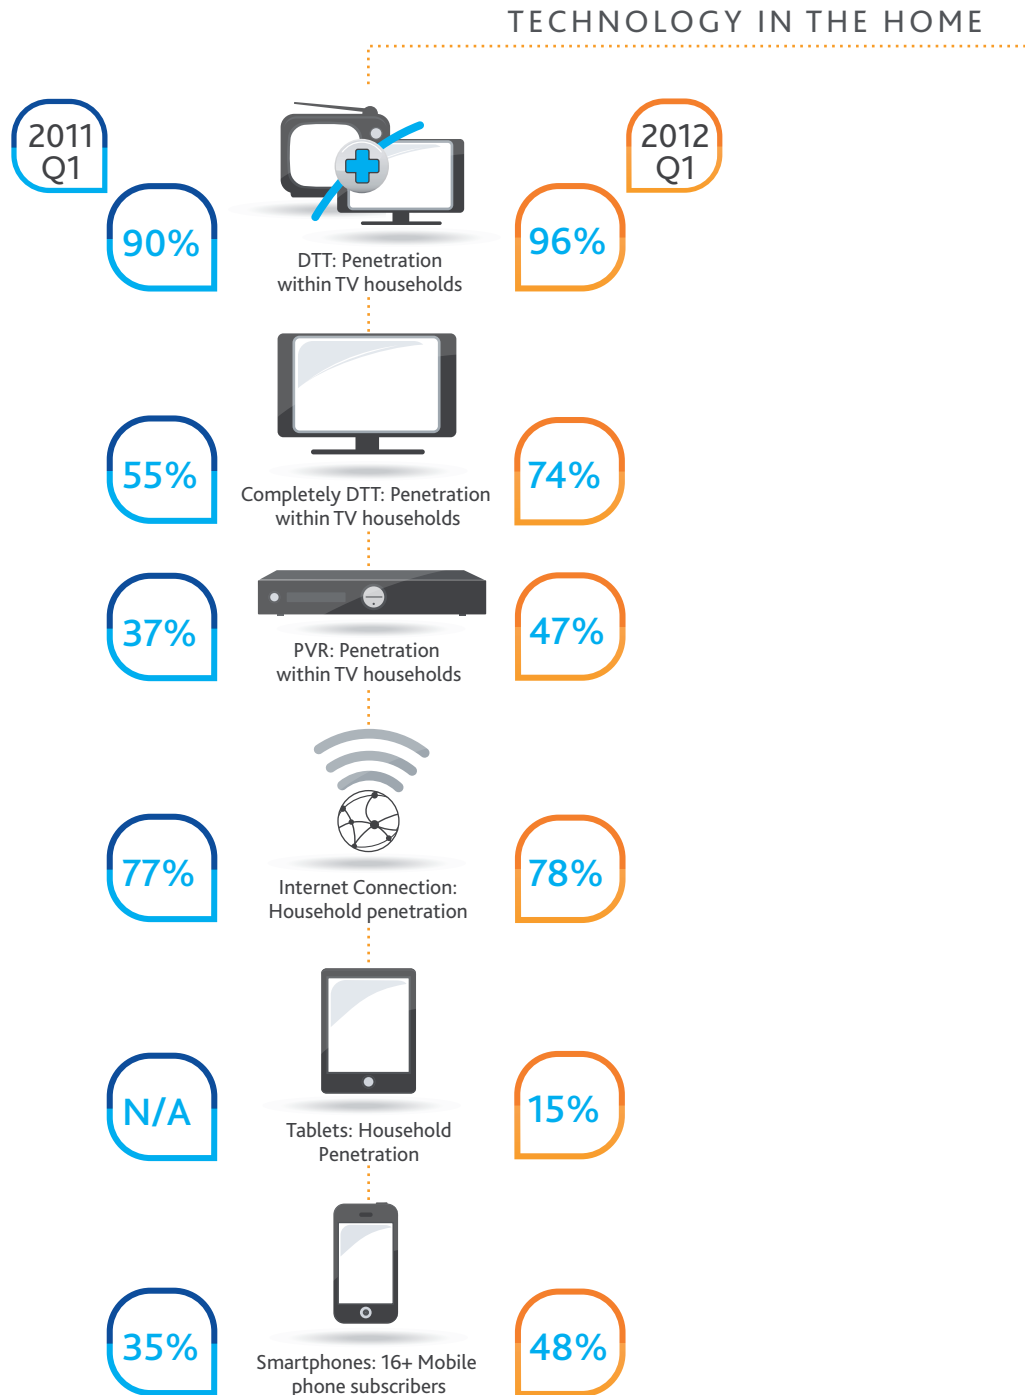 TECHNOLOGY IN THE HOME
2011
Q1
2012
Q1
90%
96%
DTT: Penetration
within TV households
55%
74%
Completely DTT: Penetration
within TV households
37%
47%
PVR: Penetration
within TV households
77%
78%
Internet Connection:
Household penetration
N/A
15%
Tablets: Household
Penetration
35%
48%
Smartphones: 16+ Mobile
phone subscribers